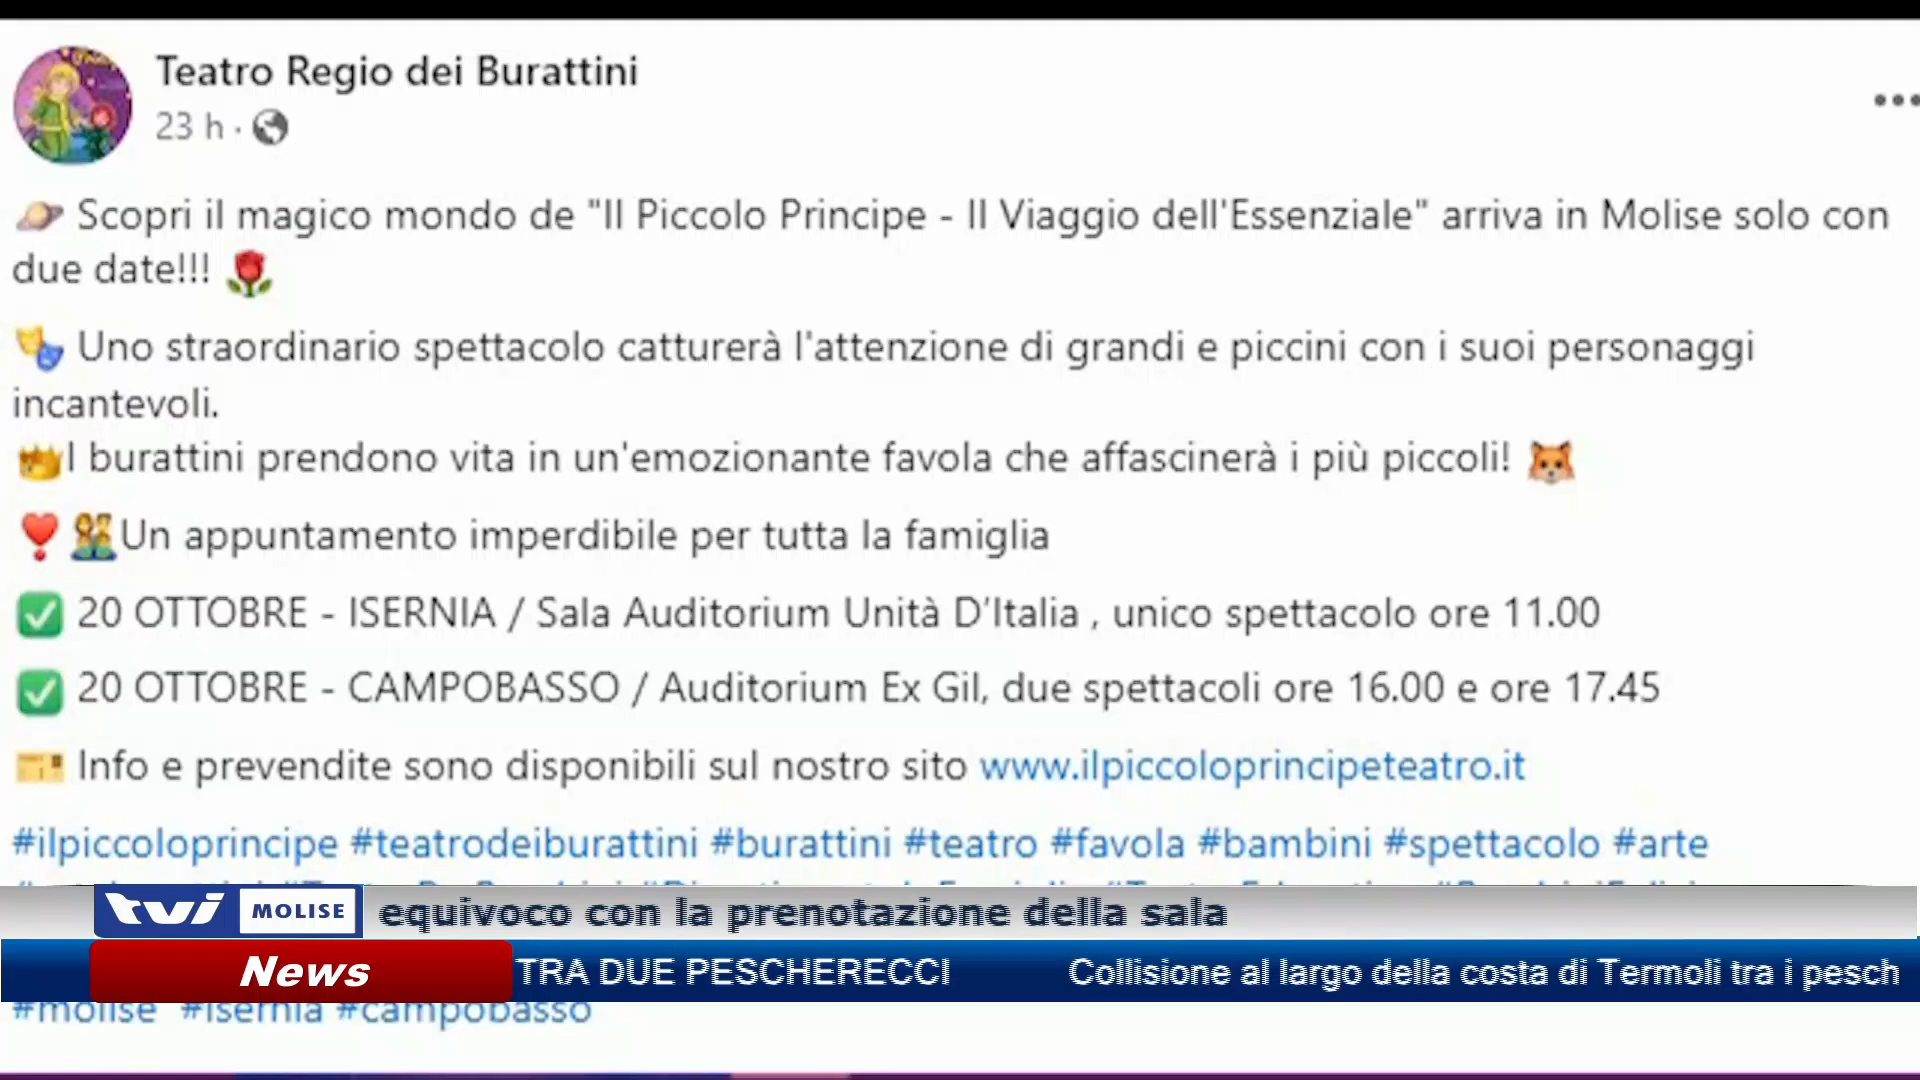 Teatro Regio dei Burattini
23 h ·
🪐 Scopri il magico mondo de "Il Piccolo Principe - Il Viaggio dell'Essenziale" arriva in Molise solo con
due date!!! 🌹
🎭 Uno straordinario spettacolo catturerà l'attenzione di grandi e piccini con i suoi personaggi
incantevoli.
👑I burattini prendono vita in un'emozionante favola che affascinerà i più piccoli! 🦊
Un appuntamento imperdibile per tutta la famiglia
✅ 20 OTTOBRE - ISERNIA / Sala Auditorium Unità D'Italia , unico spettacolo ore 11.00
✅ 20 OTTOBRE - CAMPOBASSO / Auditorium Ex Gil, due spettacoli ore 16.00 e ore 17.45
🎫 Info e prevendite sono disponibili sul nostro sito www.ilpiccoloprincipeteatro.it
#ilpiccoloprincipe #teatrodeiburattini #burattini #teatro #favola #bambini #spettacolo #arte
tvi MOLISE equivoco con la prenotazione della sala
News TRA DUE PESCHERECCI Collisione al largo della costa di Termoli tra i pesch
#molise #isernia #campobasso